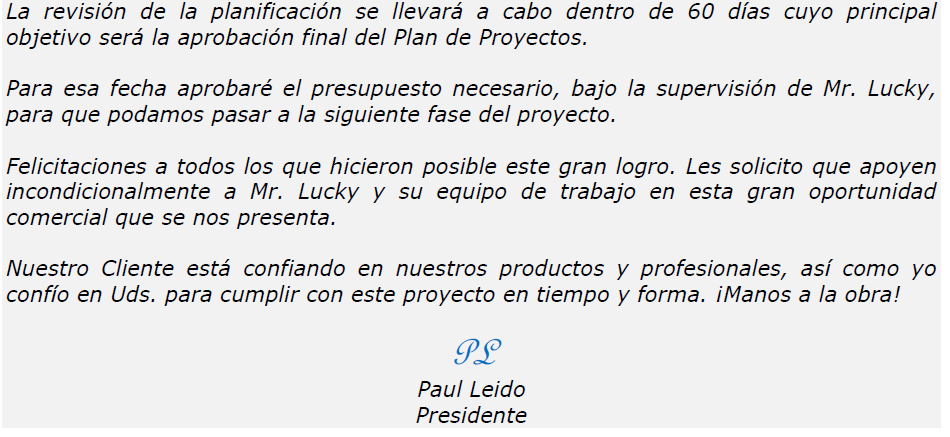 La revisión de la planificación se llevará a cabo dentro de 60 días cuyo principal
objetivo será la aprobación final del Plan de Proyectos.
Para esa fecha aprobaré el presupuesto necesario, bajo la supervisión de Mr. Lucky,
para que podamos pasar a la siguiente fase del proyecto.
Felicitaciones a todos los que hicieron posible este gran logro. Les solicito que apoyen
incondicionalmente a Mr. Lucky y su equipo de trabajo en esta gran oportunidad
comercial que se nos presenta.
Nuestro Cliente está confiando en nuestros productos y profesionales, así como yo
confío en Uds. para cumplir con este proyecto en tiempo y forma. ¡Manos a la obra!
PL
Paul Leido
Presidente